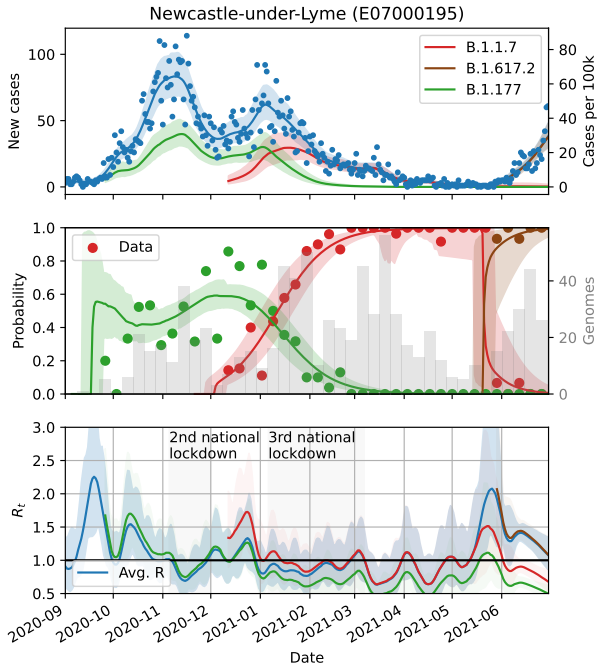 Newcastle-under-Lyme (E07000195)
100
50
0
New cases
80
60
40
20
0
Cases per 100k
B.1.1.7
B.1.617.2
B.1.177
1.0
0.8
0.6
0.4
0.2
0.0
Probability
Data
40
20
0
Genomes
3.0
2.5
2.0
1.5
1.0
0.5
Rt
2nd national
lockdown
3rd national
lockdown
Avg. R
2020-09
2020-10
2020-11
2020-12
2021-01
2021-02
2021-03
2021-04
2021-05
2021-06
Date